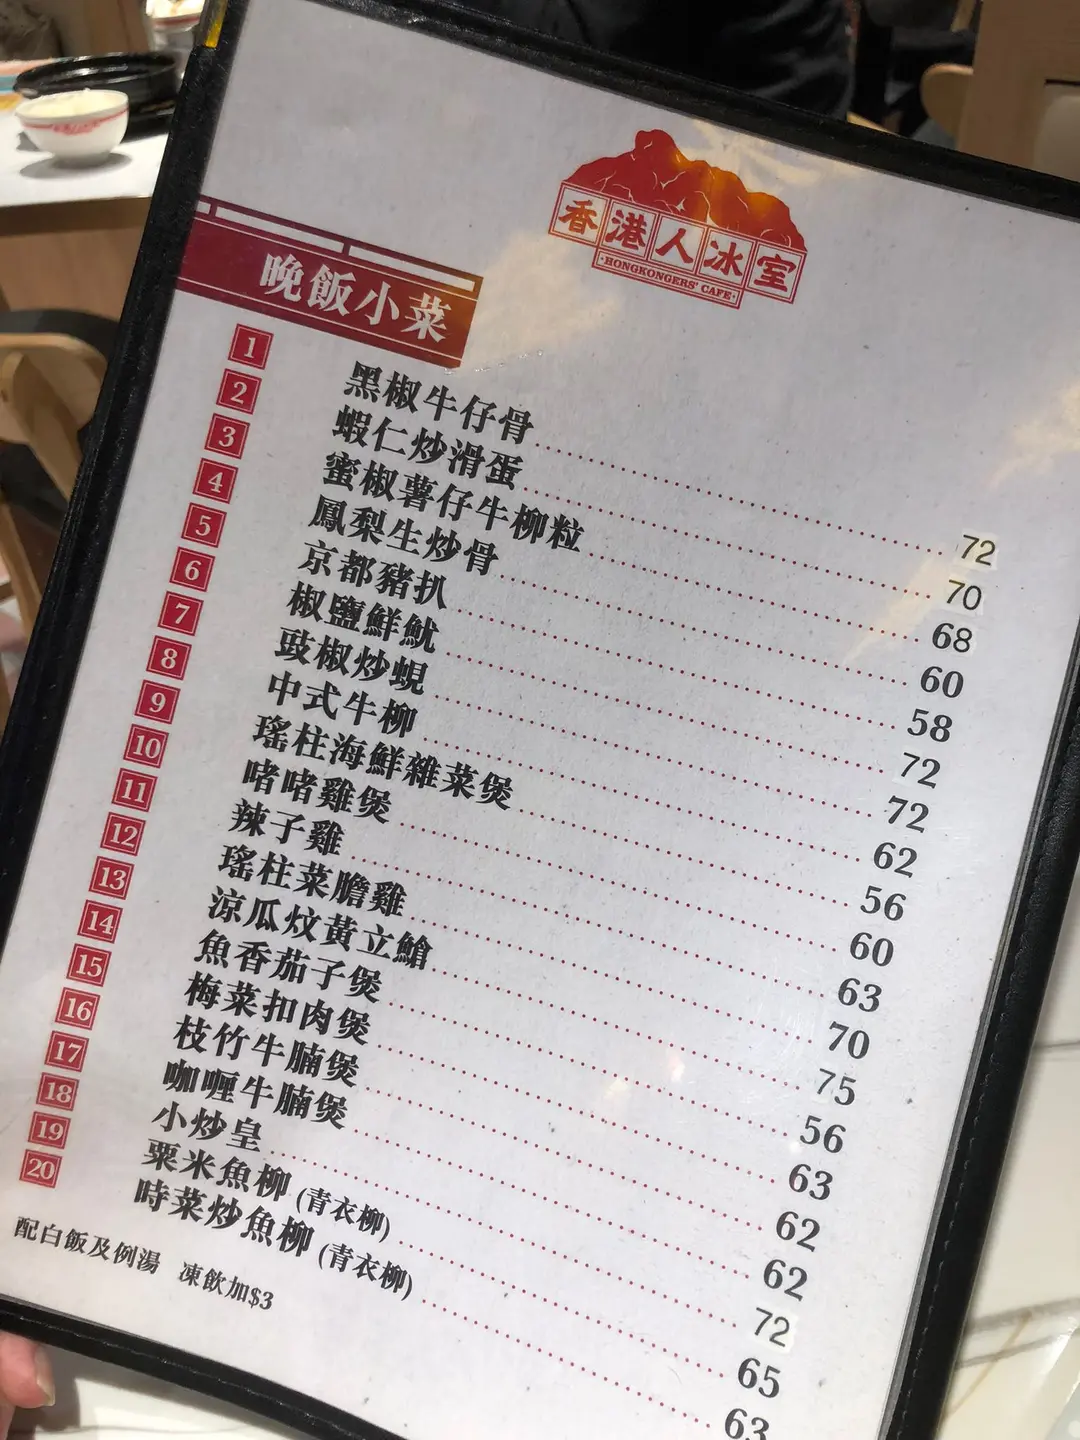 香港人冰室
·HONGKONGERS' CAFE·
晚飯小菜
1 黑椒牛仔骨 72
2 蝦仁炒滑蛋 70
3 蜜椒薯仔牛柳粒 68
4 鳳梨生炒骨 60
5 京都豬扒 58
6 椒鹽鮮魷 72
7 豉椒炒蜆 72
8 中式牛柳 62
9 瑤柱海鮮雜菜煲 56
10 啫啫雞煲 60
11 辣子雞 63
12 瑤柱菜膽雞 70
13 涼瓜炆黃立䱽 75
14 魚香茄子煲 56
15 梅菜扣肉煲 63
16 枝竹牛腩煲 62
17 咖喱牛腩煲 62
18 小炒皇 72
19 粟米魚柳 (青衣柳) 65
20 時菜炒魚柳 (青衣柳) 63
配白飯及例湯 凍飲加$3